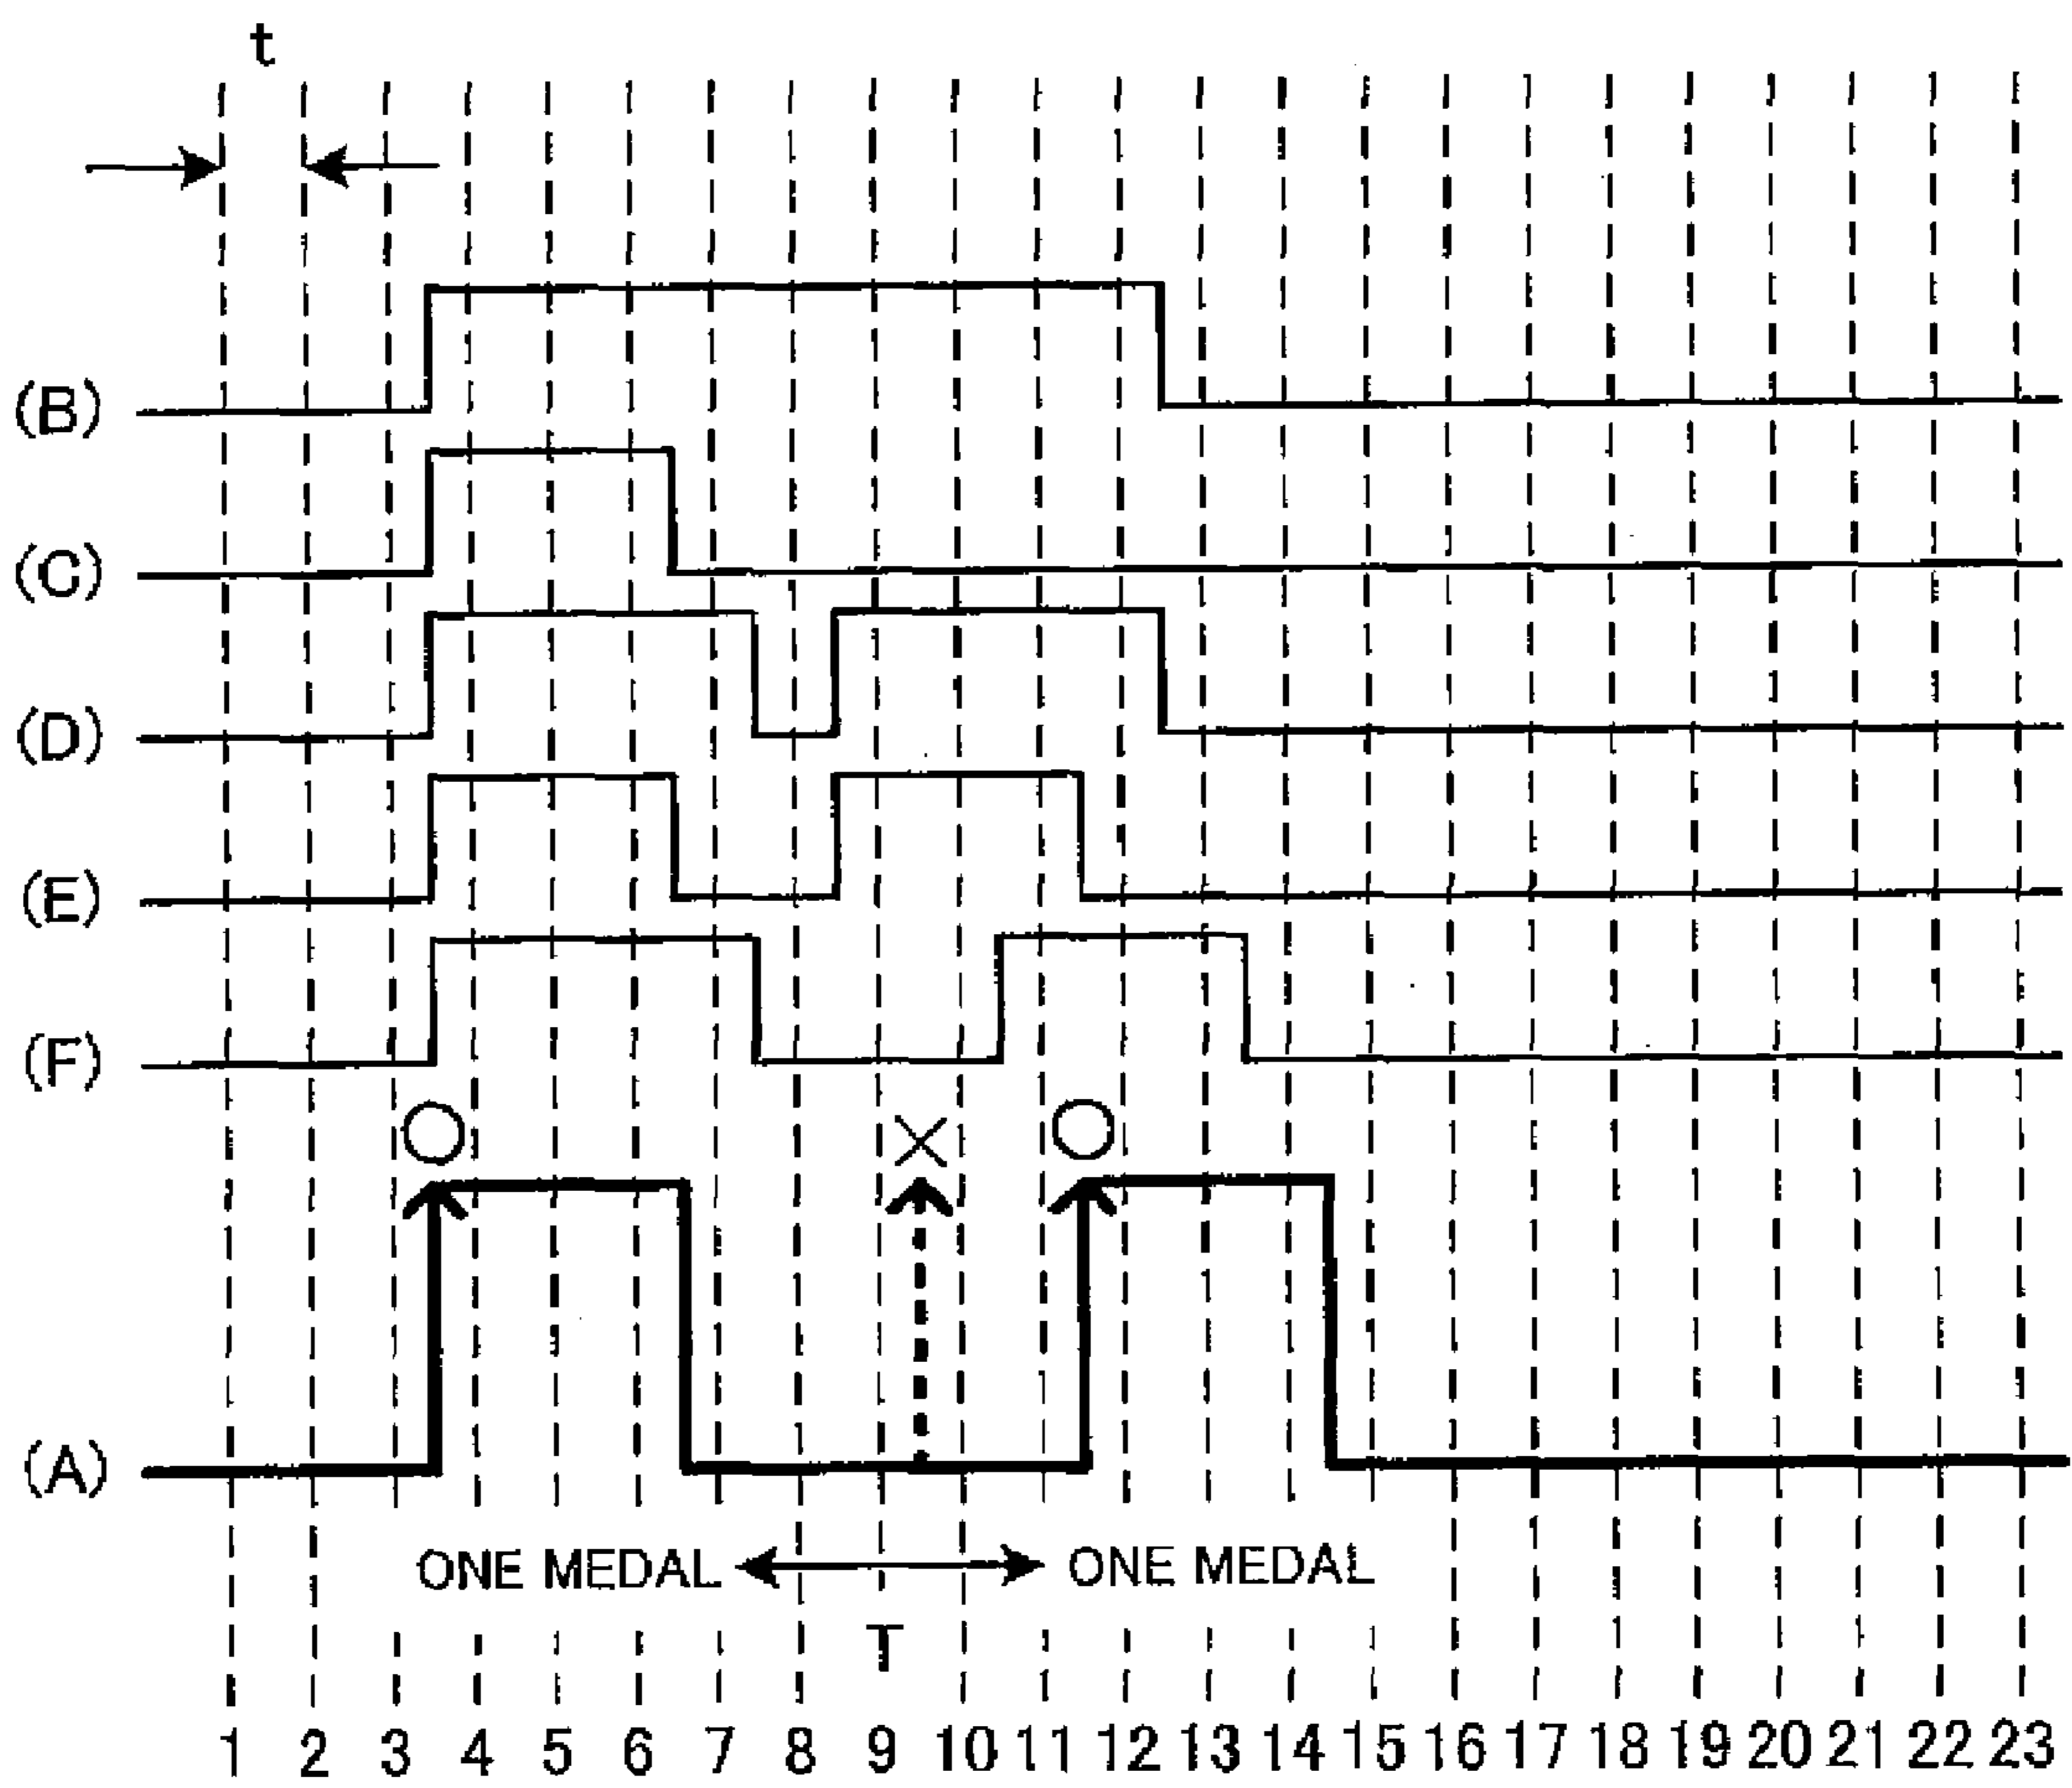 t
(B)
(C)
(D)
(E)
(F)
○ × ○
(A)
ONE MEDAL ONE MEDAL
T
1 2 3 4 5 6 7 8 9 10 11 12 13 14 15 16 17 18 19 20 21 22 23